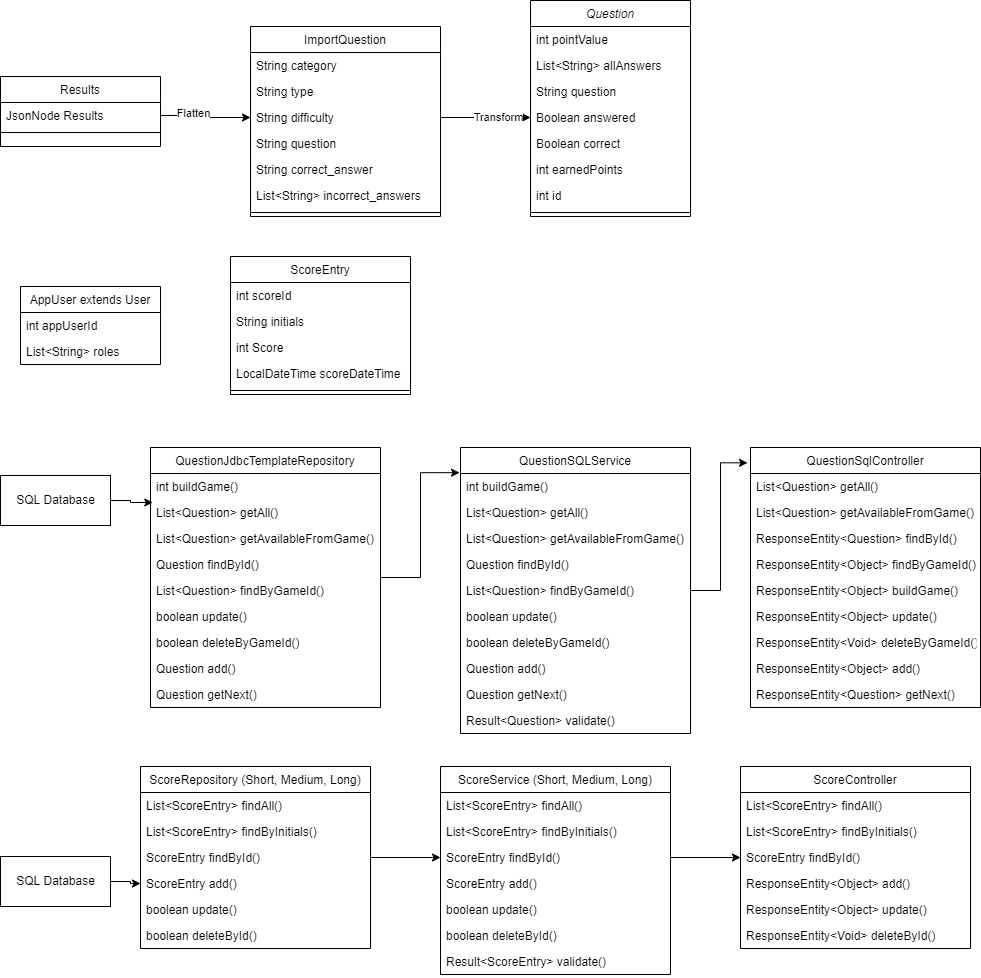 Results
JsonNode Results
Flatten
ImportQuestion
String category
String type
String difficulty
String question
String correct_answer
List<String> incorrect_answers
Transform
Question
int pointValue
List<String> allAnswers
String question
Boolean answered
Boolean correct
int earnedPoints
int id
AppUser extends User
int appUserId
List<String> roles
ScoreEntry
int scoreId
String initials
int Score
LocalDateTime scoreDateTime
SQL Database
QuestionJdbcTemplateRepository
int buildGame()
List<Question> getAll()
List<Question> getAvailableFromGame()
Question findById()
List<Question> findByGameId()
boolean update()
boolean deleteByGameId()
Question add()
Question getNext()
QuestionSQLService
int buildGame()
List<Question> getAll()
List<Question> getAvailableFromGame()
Question findById()
List<Question> findByGameId()
boolean update()
boolean deleteByGameId()
Question add()
Question getNext()
Result<Question> validate()
QuestionSqlController
List<Question> getAll()
List<Question> getAvailableFromGame()
ResponseEntity<Question> findById()
ResponseEntity<Object> findByGameId()
ResponseEntity<Object> buildGame()
ResponseEntity<Object> update()
ResponseEntity<Void> deleteByGameId()
ResponseEntity<Object> add()
ResponseEntity<Question> getNext()
SQL Database
ScoreRepository (Short, Medium, Long)
List<ScoreEntry> findAll()
List<ScoreEntry> findByInitials()
ScoreEntry findById()
ScoreEntry add()
boolean update()
boolean deleteById()
ScoreService (Short, Medium, Long)
List<ScoreEntry> findAll()
List<ScoreEntry> findByInitials()
ScoreEntry findById()
ScoreEntry add()
boolean update()
boolean deleteById()
Result<ScoreEntry> validate()
ScoreController
List<ScoreEntry> findAll()
List<ScoreEntry> findByInitials()
ScoreEntry findById()
ResponseEntity<Object> add()
ResponseEntity<Object> update()
ResponseEntity<Void> deleteById()